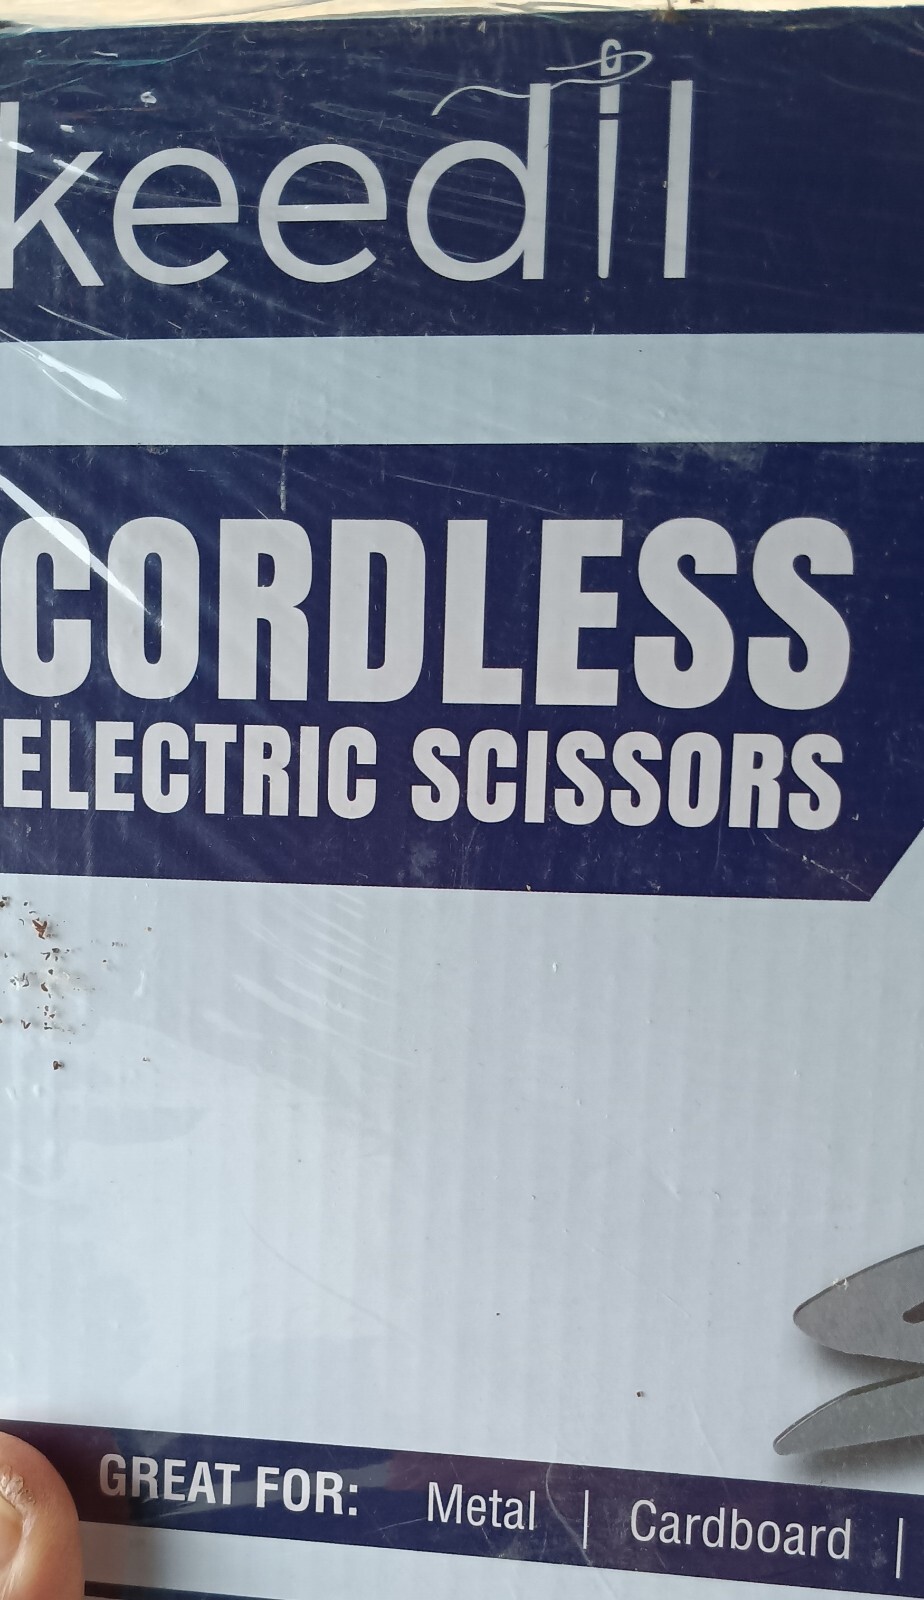 keedil
CORDLESS
ELECTRIC SCISSORS
GREAT FOR: Metal | Cardboard |